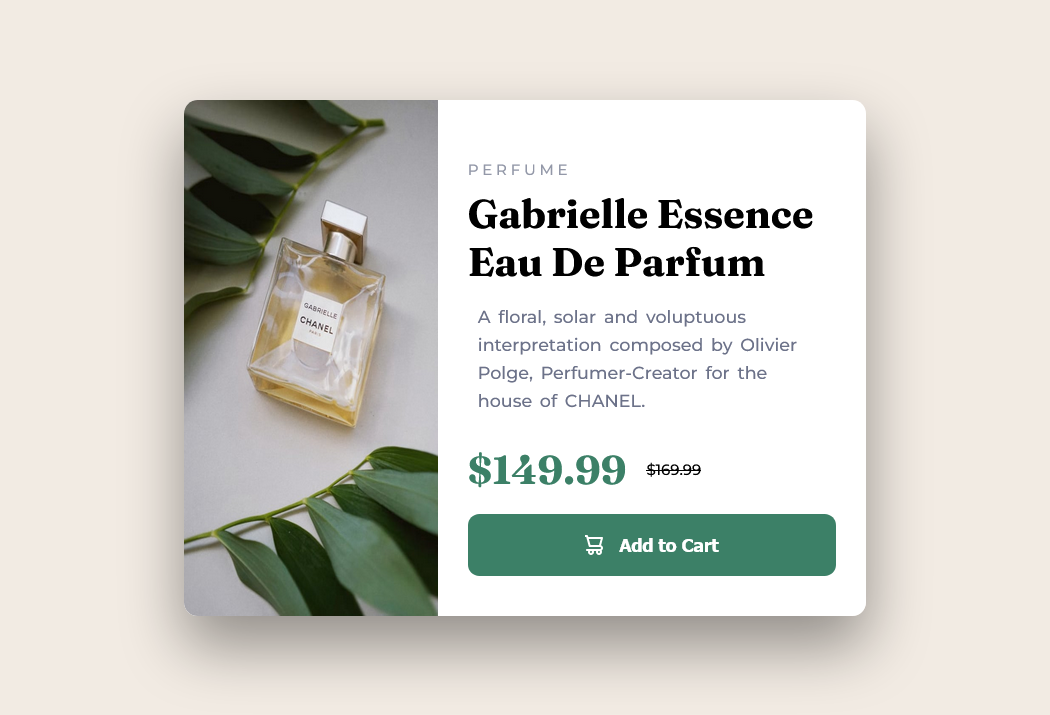 GABRIELLE
CHANEL
PARIS
PERFUME
Gabrielle Essence
Eau De Parfum
A floral, solar and voluptuous
interpretation composed by Olivier
Polge, Perfumer-Creator for the
house of CHANEL.
$149.99 $169.99
Add to Cart